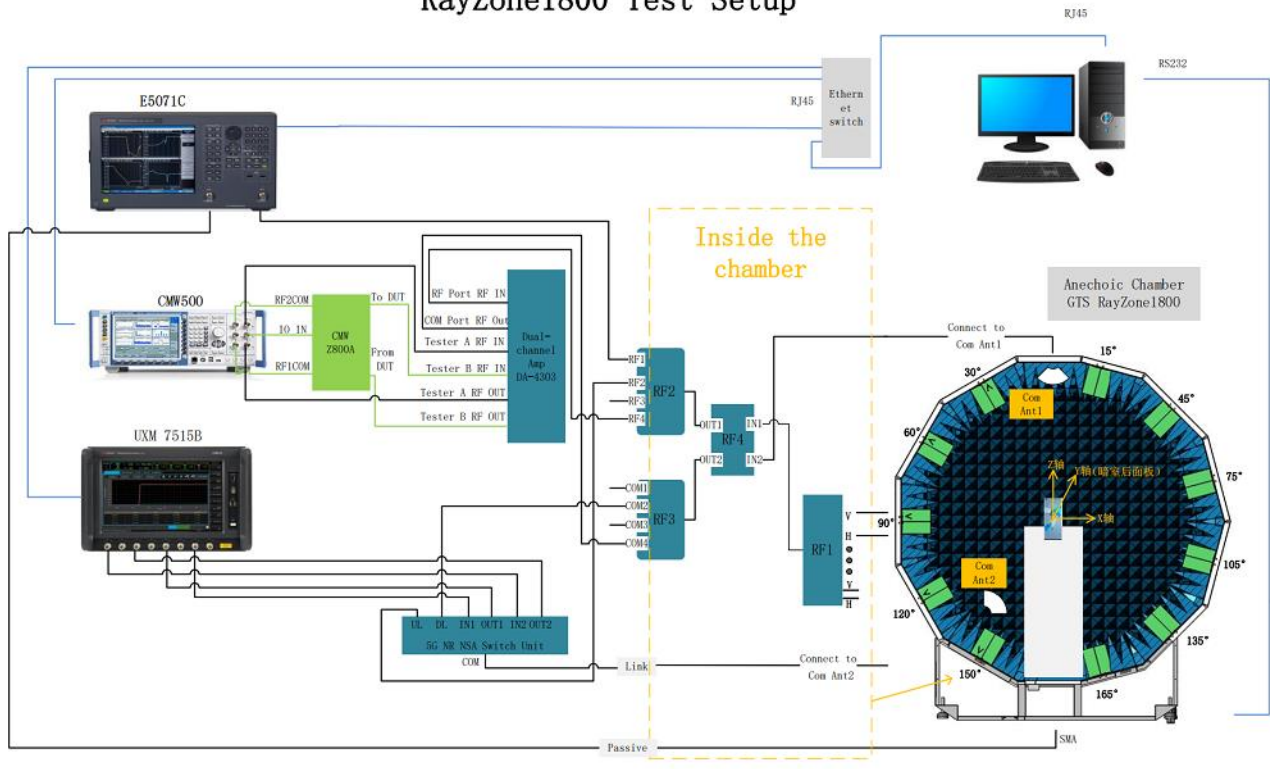 RayZone1800 Test Setup
RJ45
RS232
E5071C
RJ45
Ethern
et
switch
Inside the
chamber
Anechoic Chamber
GTS RayZone1800
CMW500
RF2COM
IO IN
RF1COM
CMW
Z800A
To DUT
From
DUT
RF Port RF IN
COM Port RF Out
Tester A RF IN
Tester B RF IN
Tester A RF OUT
Tester B RF OUT
Dual-
channel
Amp
DA-4303
RF1
RF2
RF3
RF4
RF2
OUT1
OUT2
RF4
IN1
IN2
Connect to
Com Ant1
15°
30°
45°
60°
75°
90°
105°
120°
135°
150°
165°
Com
Ant1
Z轴
Y轴(暗室后面板)
X轴
Com
Ant2
UXM 7515B
COM1
COM2
COM3
COM4
RF3
RF1
V
H
V
H
UL DL IN1 OUT1 IN2 OUT2
5G NR NSA Switch Unit
COM
Link
Connect to
Com Ant2
Passive
SMA